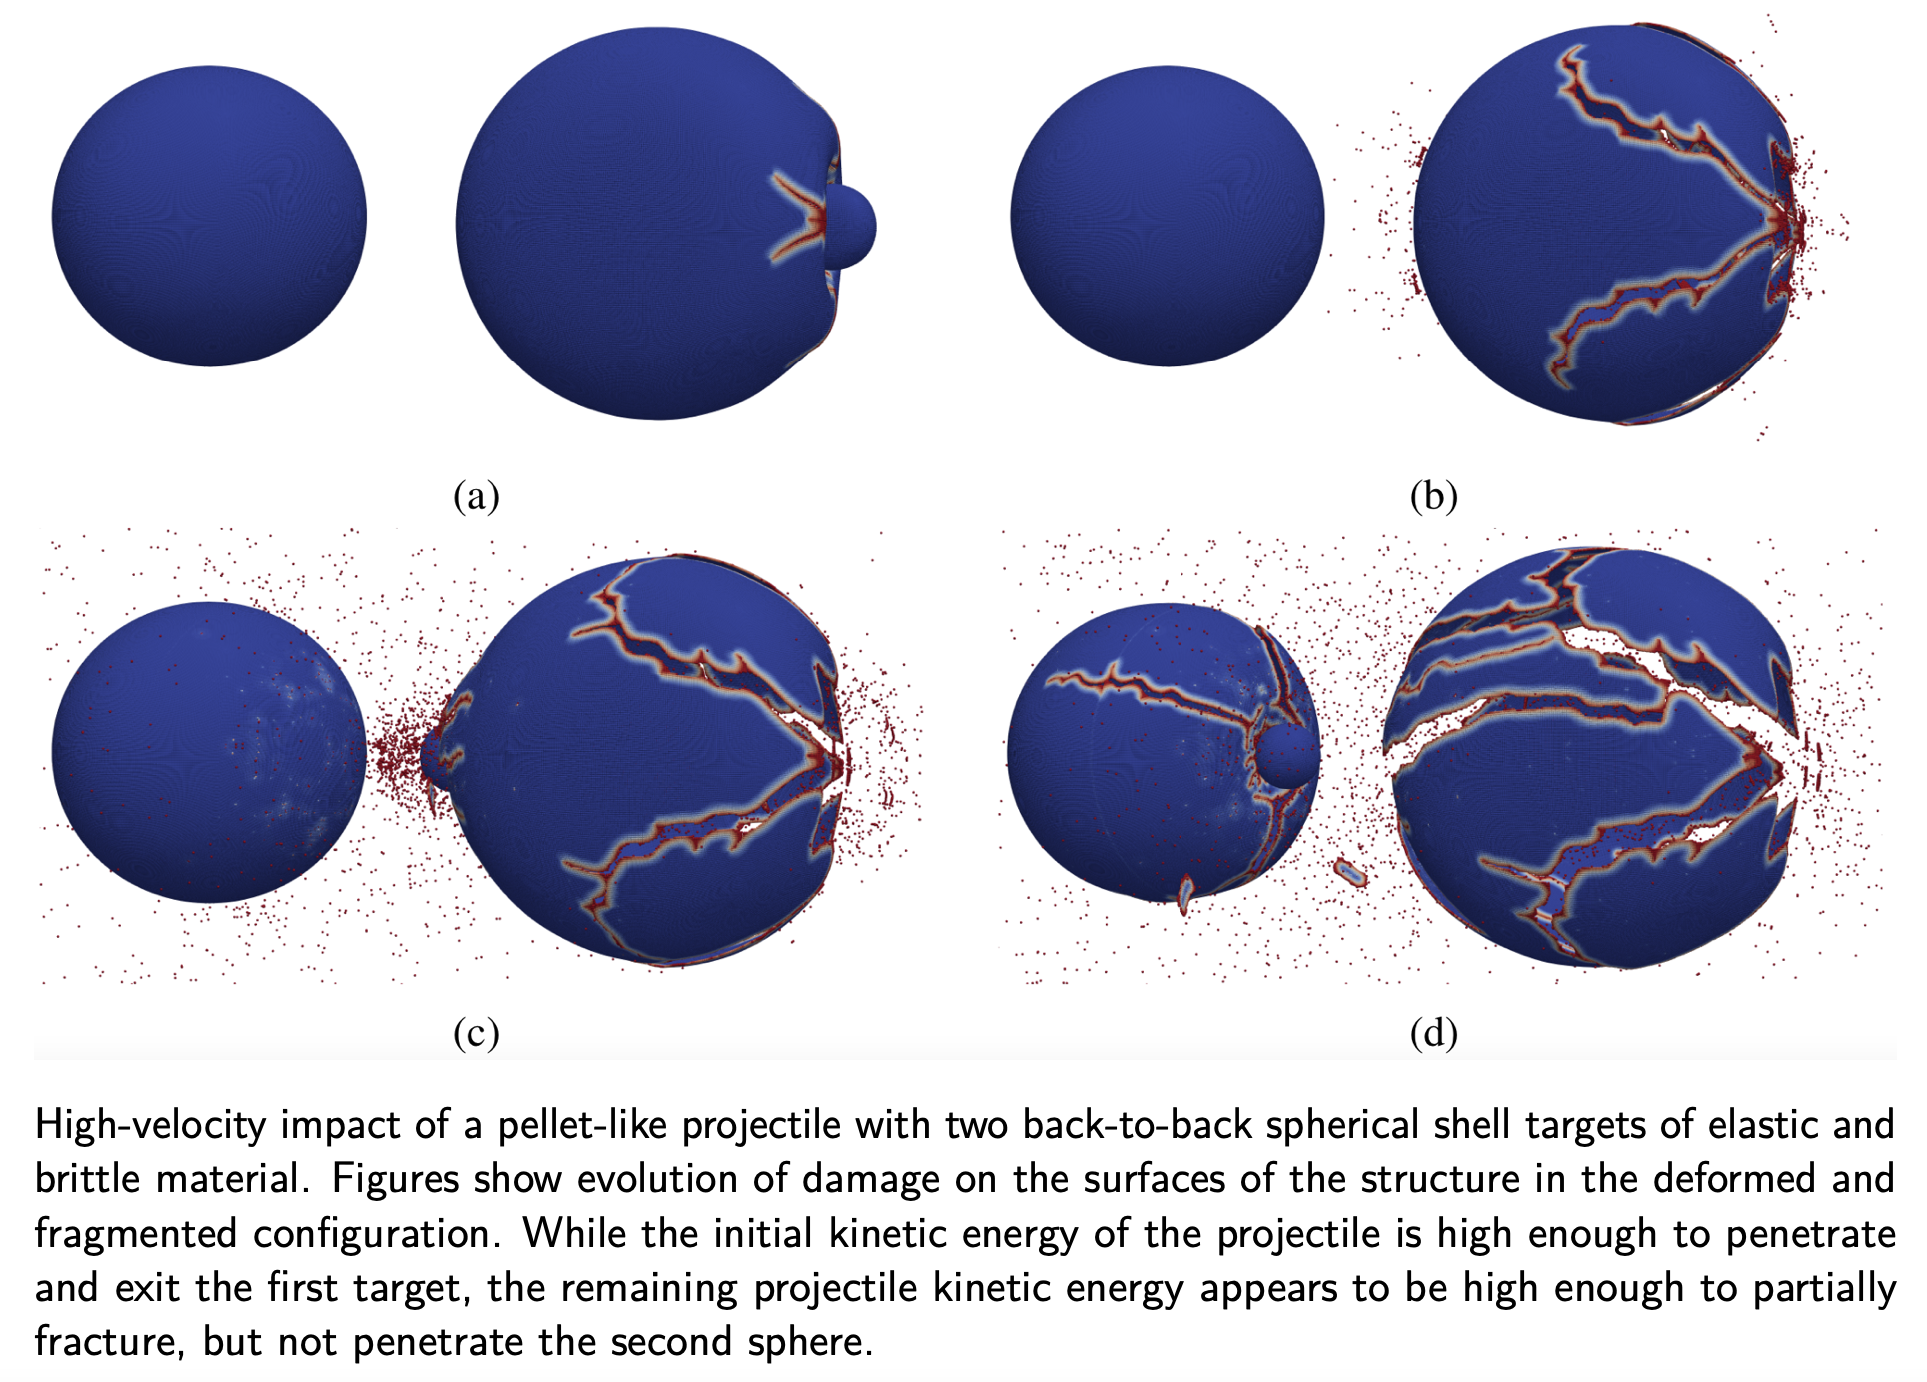 (a)
(b)
(c)
(d)
High-velocity impact of a pellet-like projectile with two back-to-back spherical shell targets of elastic and
brittle material. Figures show evolution of damage on the surfaces of the structure in the deformed and
fragmented configuration. While the initial kinetic energy of the projectile is high enough to penetrate
and exit the first target, the remaining projectile kinetic energy appears to be high enough to partially
fracture, but not penetrate the second sphere.